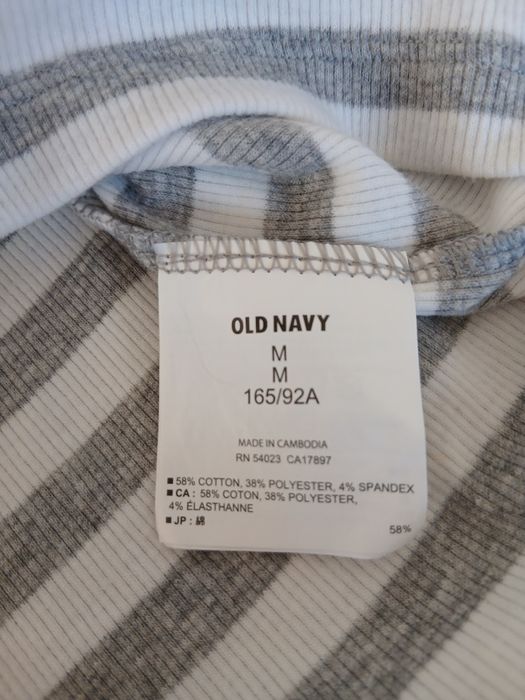 OLD NAVY
M
M
165/92A
MADE IN CAMBODIA
RN 54023 CA17897
■ 58% COTTON, 38% POLYESTER, 4% SPANDEX
■ CA : 58% COTON, 38% POLYESTER,
4% ÉLASTHANNE
■ JP : 綿 58%